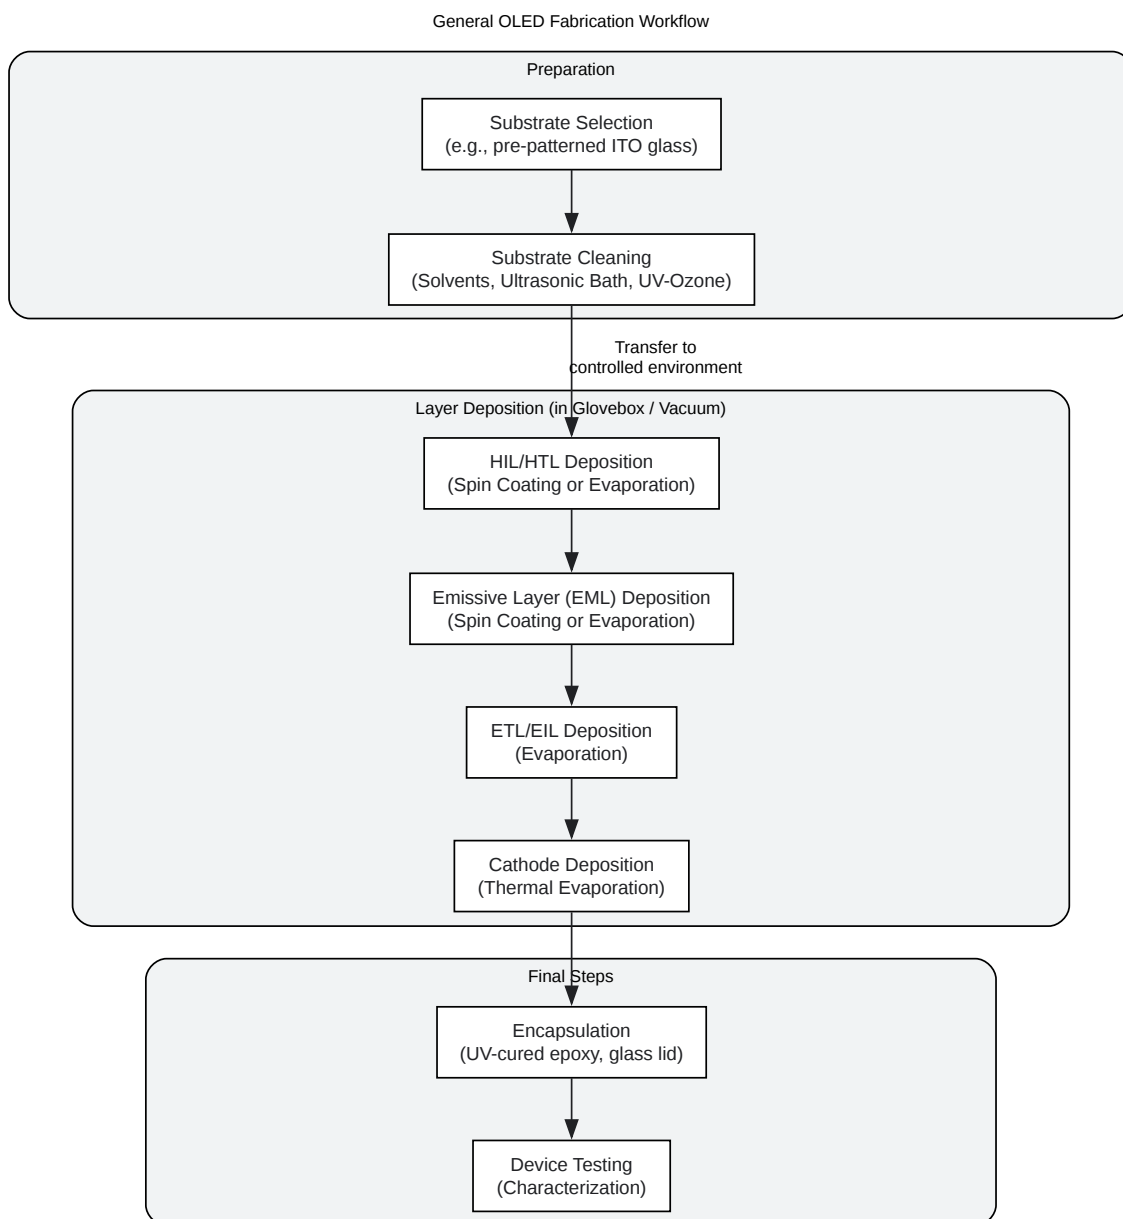 General OLED Fabrication Workflow
Preparation
Substrate Selection
(e.g., pre-patterned ITO glass)
Substrate Cleaning
(Solvents, Ultrasonic Bath, UV-Ozone)
Transfer to
controlled environment
Layer Deposition (in Glovebox / Vacuum)
HIL/HTL Deposition
(Spin Coating or Evaporation)
Emissive Layer (EML) Deposition
(Spin Coating or Evaporation)
ETL/EIL Deposition
(Evaporation)
Cathode Deposition
(Thermal Evaporation)
Final Steps
Encapsulation
(UV-cured epoxy, glass lid)
Device Testing
(Characterization)